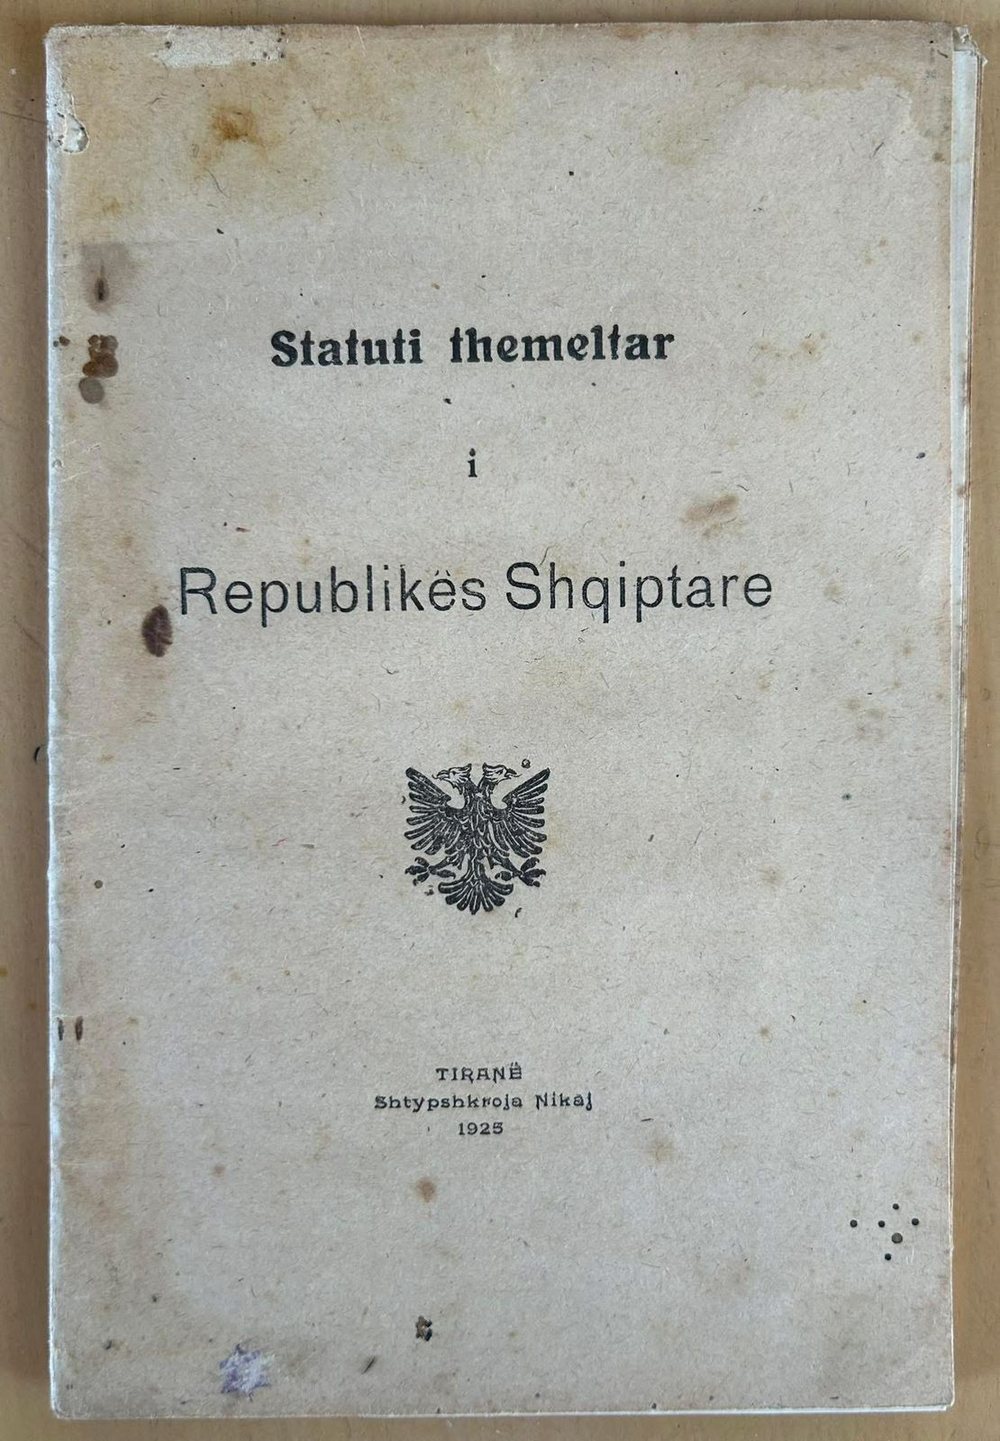 Statuti themeltar
i
Republikës Shqiptare
TIRANË
Shtypshkroja Nikaj
1925